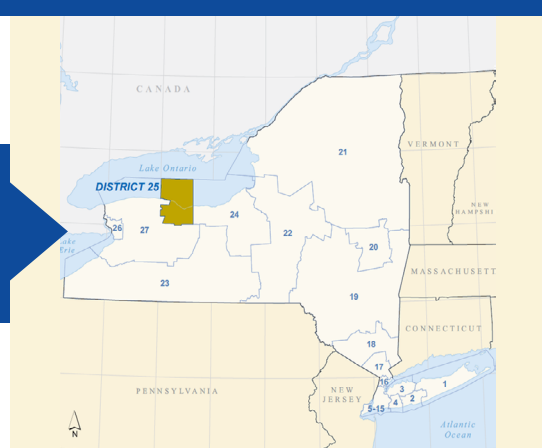 CANADA
21
VERMONT
Lake Ontario
DISTRICT 25
NEW
HAMPSHI
24
26
27
22
Lake
Erie
20
MASSACHUSETT
23
19
CONNECTICUT
18
17
16
1
3
2
4
5-15
PENNSYLVANIA
NEW
JERSEY
Atlantic
Ocean
N